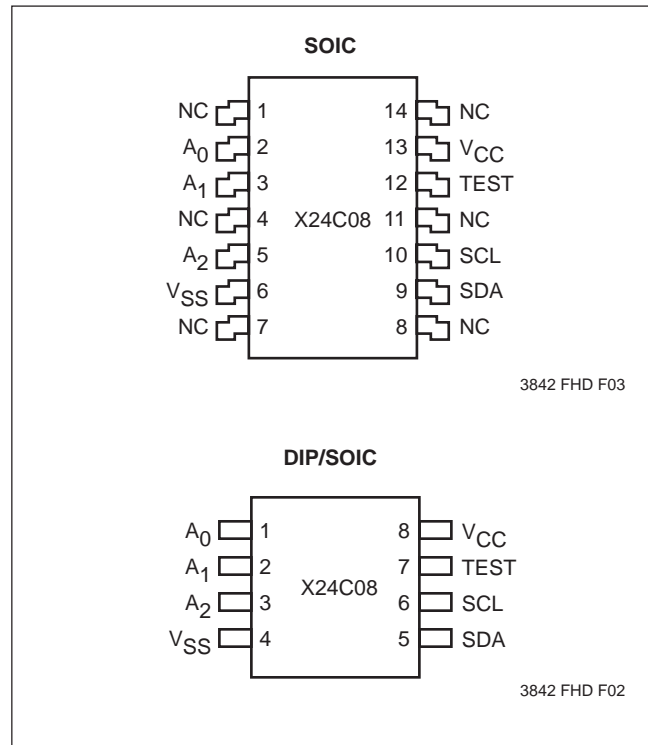 SOIC
NC 1 14 NC
A0 2 13 VCC
A1 3 12 TEST
NC 4 X24C08 11 NC
A2 5 10 SCL
VSS 6 9 SDA
NC 7 8 NC
3842 FHD F03
DIP/SOIC
A0 1 8 VCC
A1 2 7 TEST
X24C08
A2 3 6 SCL
VSS 4 5 SDA
3842 FHD F02